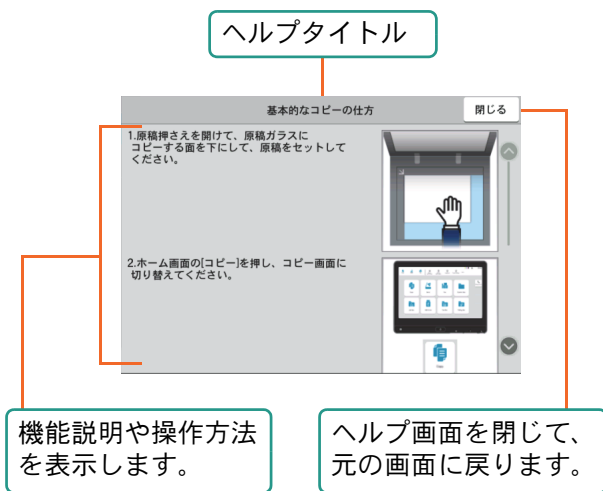 ヘルプタイトル
基本的なコピーの仕方
閉じる
1.原稿押さえを開けて、原稿ガラスに
コピーする面を下にして、原稿をセットして
ください。
2.ホーム画面の[コピー]を押し、コピー画面に
切り替えてください。
機能説明や操作方法
を表示します。
ヘルプ画面を閉じて、
元の画面に戻ります。